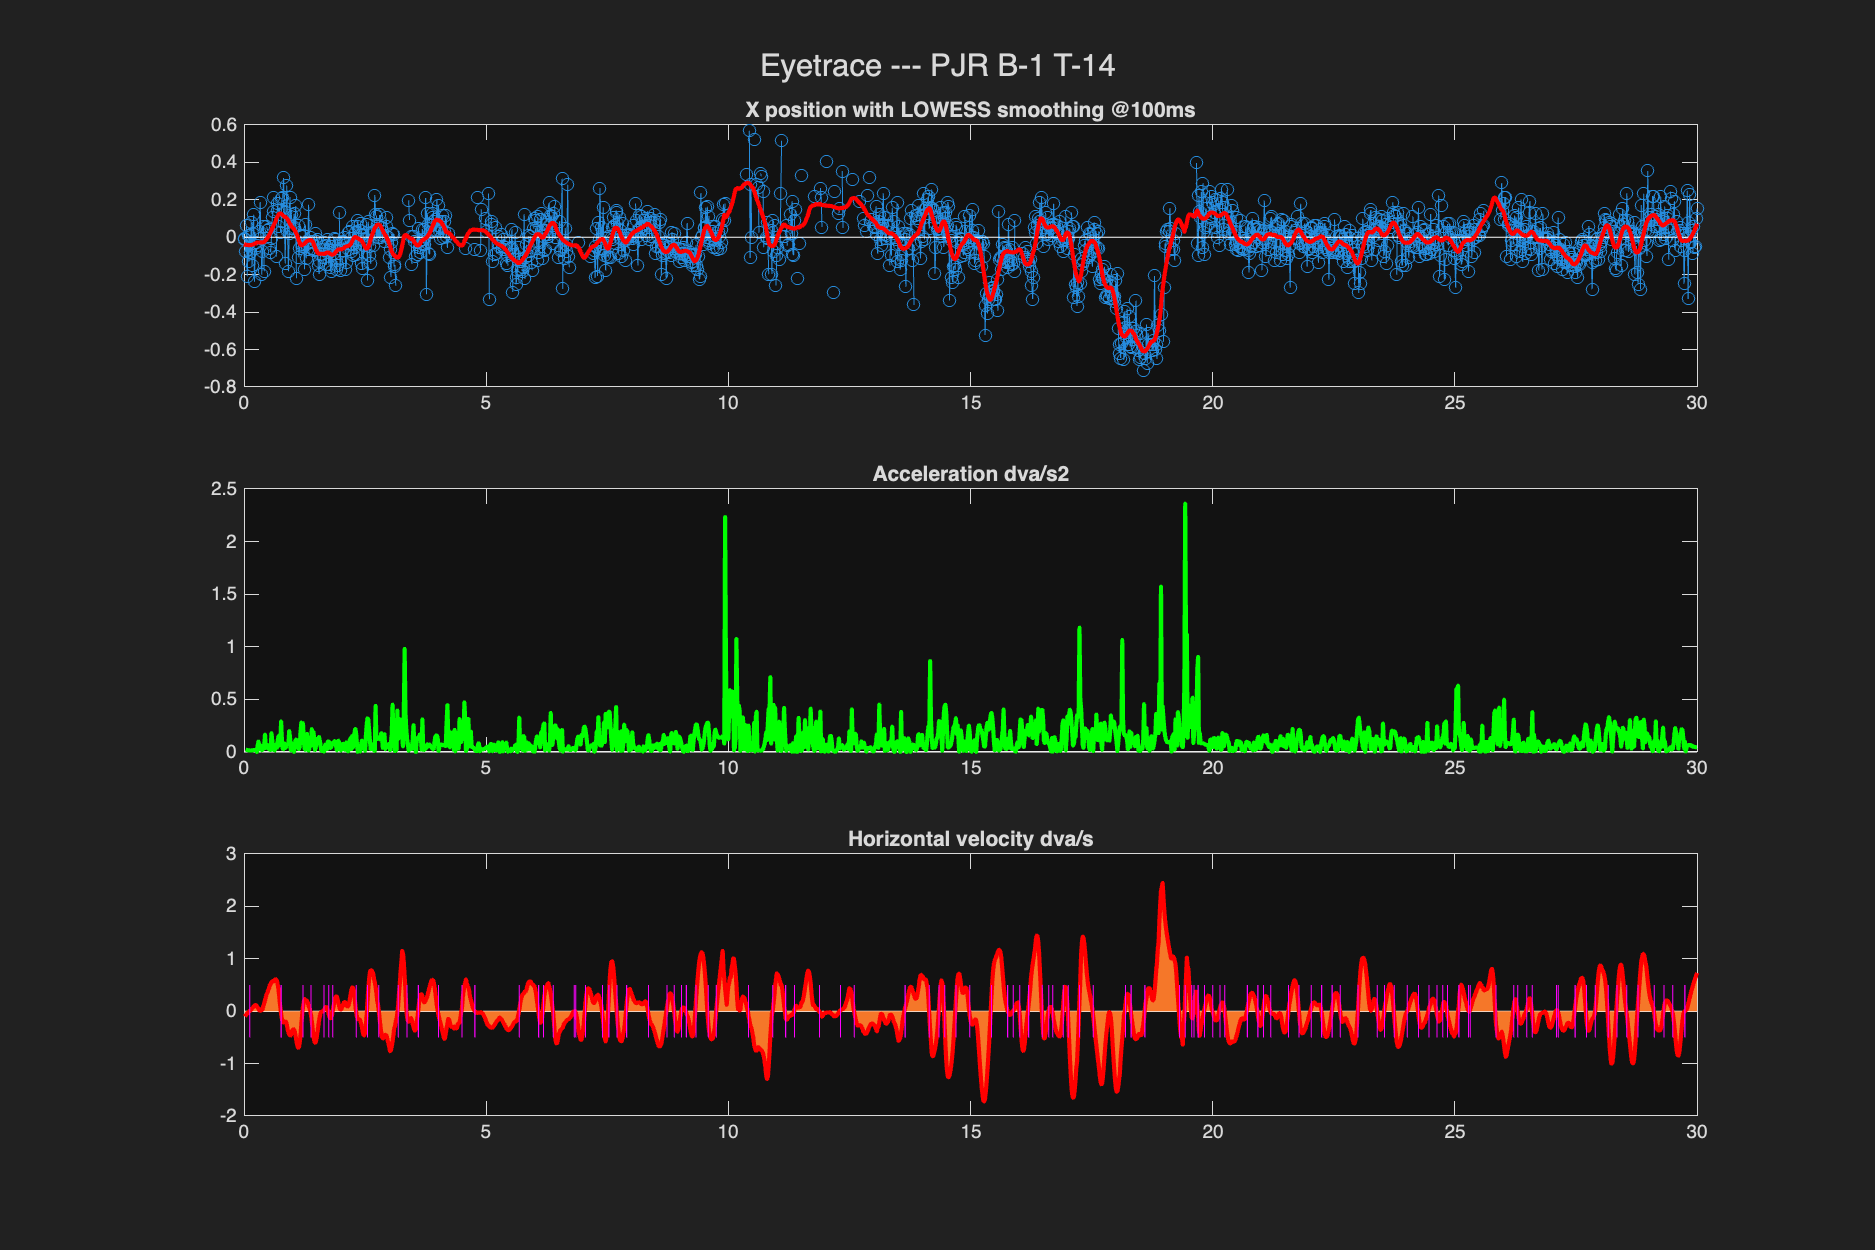 Eyetrace --- PJR B-1 T-14
X position with LOWESS smoothing @100ms
0.6
0.4
0.2
0
-0.2
-0.4
-0.6
-0.8
0 5 10 15 20 25 30
Acceleration dva/s2
2.5
2
1.5
1
0.5
0
0 5 10 15 20 25 30
Horizontal velocity dva/s
3
2
1
0
-1
-2
0 5 10 15 20 25 30